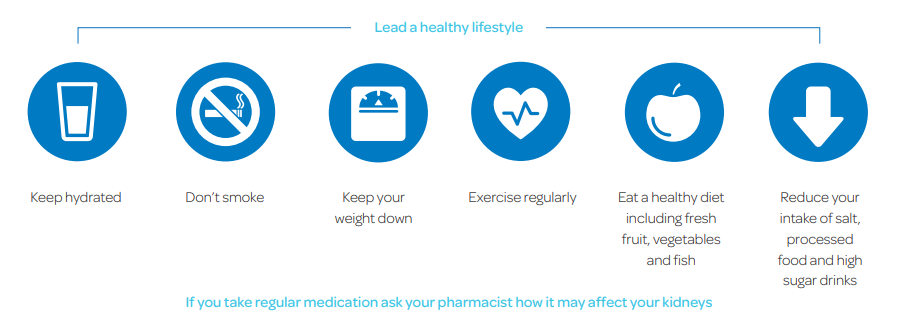 Lead a healthy lifestyle
Keep hydrated
Don't smoke
Keep your
weight down
Exercise regularly
Eat a healthy diet
including fresh
fruit, vegetables
and fish
Reduce your
intake of salt,
processed
food and high
sugar drinks
If you take regular medication ask your pharmacist how it may affect your kidneys